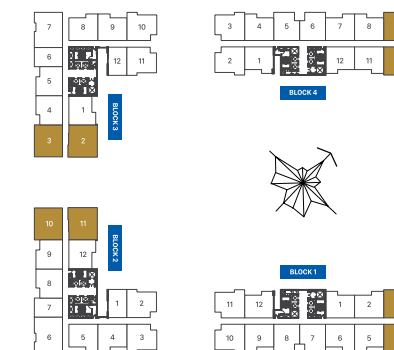 7 8 9 10
6 12 11
5
4 1
3 2
BLOCK 3
3 4 5 6 7 8
2 1 12 11
BLOCK 4
10 11
9 12
8
7 1 2
6 5 4 3
BLOCK 2
BLOCK 1
11 12 1 2
10 9 8 7 6 5